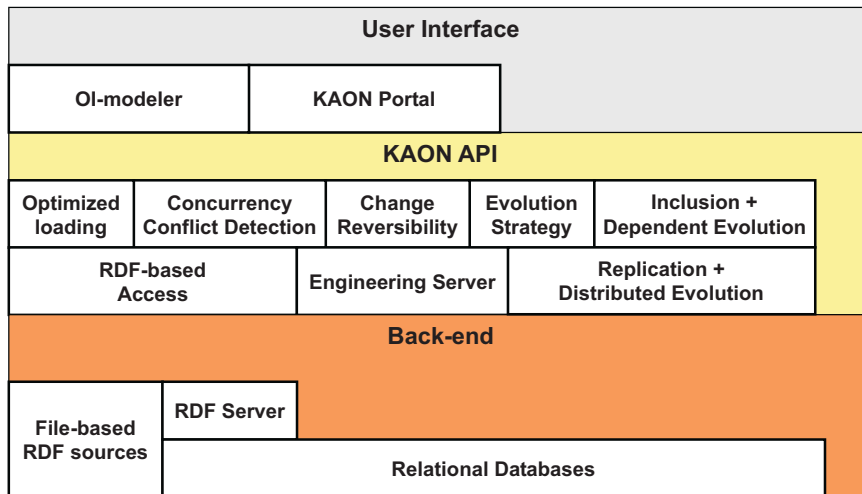 User Interface
OI-modeler
KAON Portal
KAON API
Optimized
loading
Concurrency
Conflict Detection
Change
Reversibility
Evolution
Strategy
Inclusion +
Dependent Evolution
RDF-based
Access
Engineering Server
Replication +
Distributed Evolution
Back-end
File-based
RDF sources
RDF Server
Relational Databases